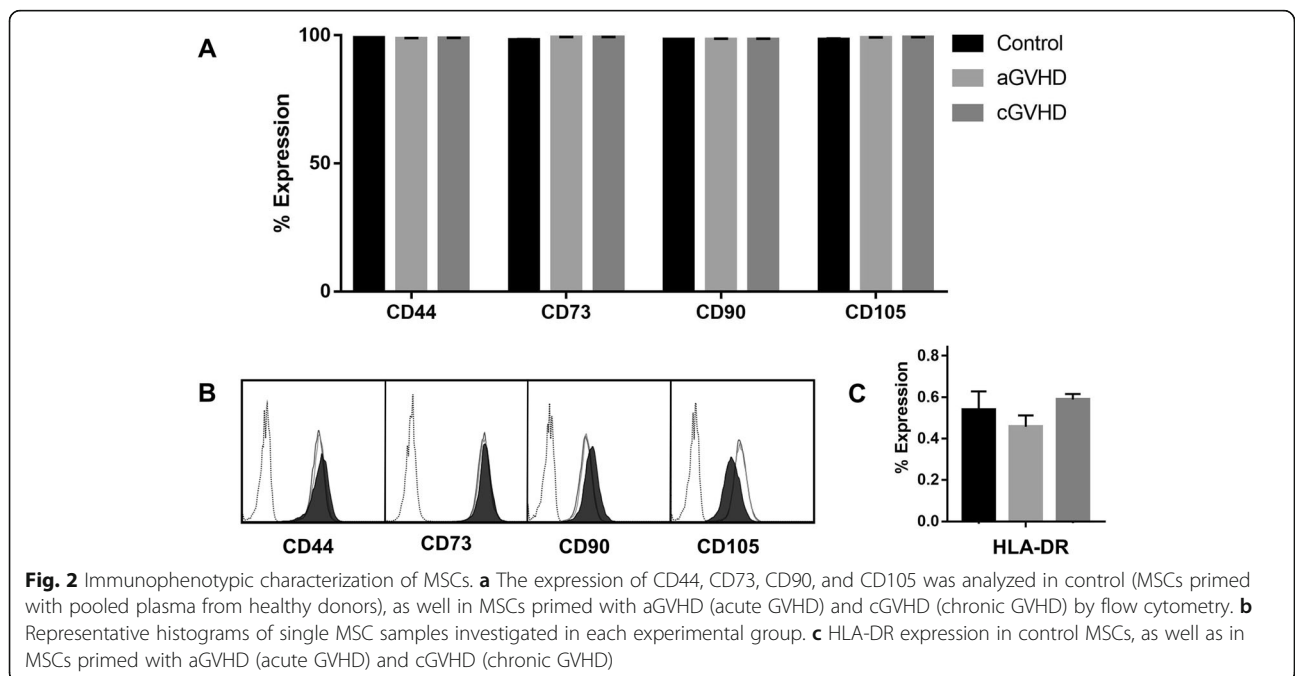 A
100
50
0
% Expression
CD44
CD73
CD90
CD105
Control
aGVHD
cGVHD
B
CD44
CD73
CD90
CD105
C
0.8
0.6
0.4
0.2
0.0
% Expression
HLA-DR
Fig. 2 Immunophenotypic characterization of MSCs. a The expression of CD44, CD73, CD90, and CD105 was analyzed in control (MSCs primed
with pooled plasma from healthy donors), as well in MSCs primed with aGVHD (acute GVHD) and cGVHD (chronic GVHD) by flow cytometry. b
Representative histograms of single MSC samples investigated in each experimental group. c HLA-DR expression in control MSCs, as well as in
MSCs primed with aGVHD (acute GVHD) and cGVHD (chronic GVHD)